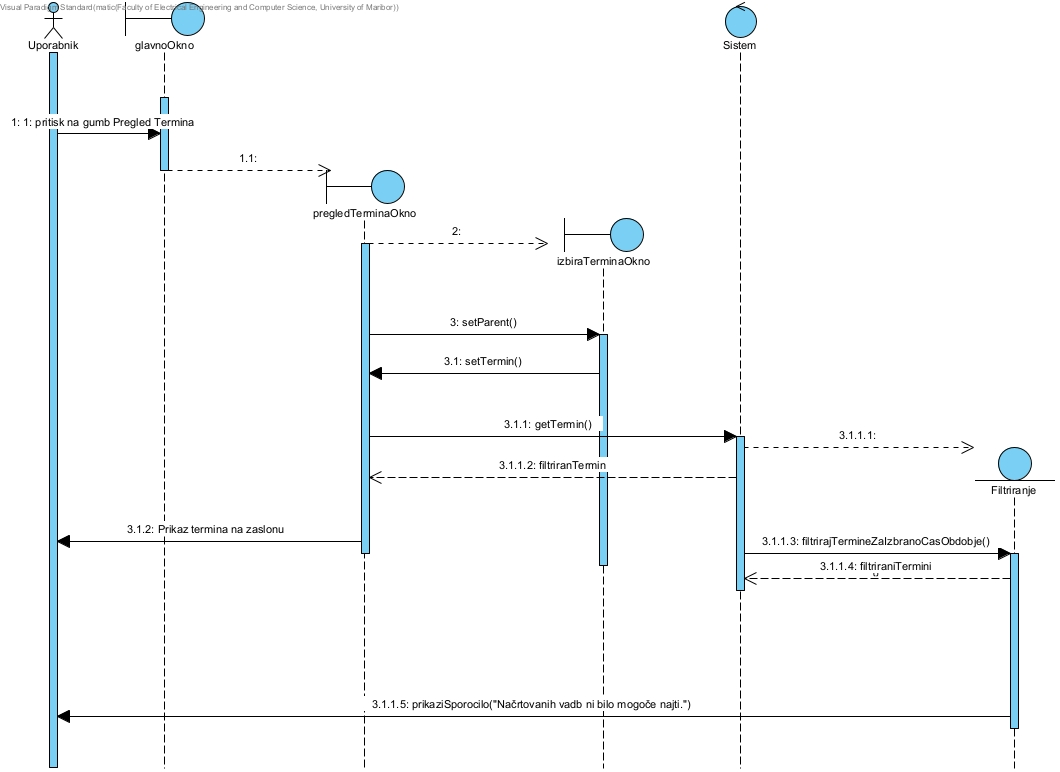 Visual Paradigm Standard(matic(Faculty of Electrical Engineering and Computer Science, University of Maribor))
Uporabnik
glavnoOkno
Sistem
1: 1: pritisk na gumb Pregled Termina
1.1:
pregledTerminaOkno
2:
izbiraTerminaOkno
3: setParent()
3.1: setTermin()
3.1.1: getTermin()
3.1.1.1:
3.1.1.2: filtriranTermin
Filtriranje
3.1.2: Prikaz termina na zaslonu
3.1.1.3: filtrirajTermineZaIzbranoCasObdobje()
3.1.1.4: filtriraniTermini
3.1.1.5: prikaziSporocilo("Načrtovanih vadb ni bilo mogoče najti.")